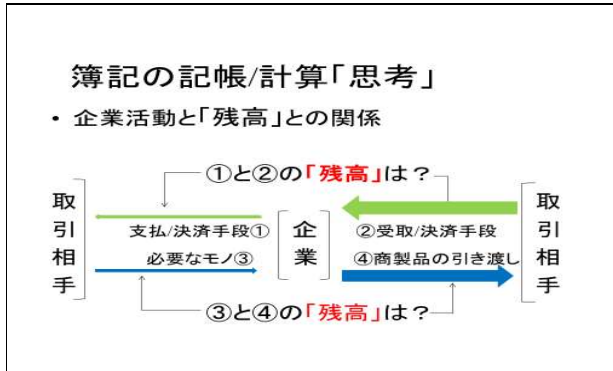 簿記の記帳/計算「思考」
• 企業活動と「残高」との関係
①と②の「残高」は？
取引相手
支払/決済手段①
必要なモノ③
企業
②受取/決済手段
④商製品の引き渡し
取引相手
③と④の「残高」は？